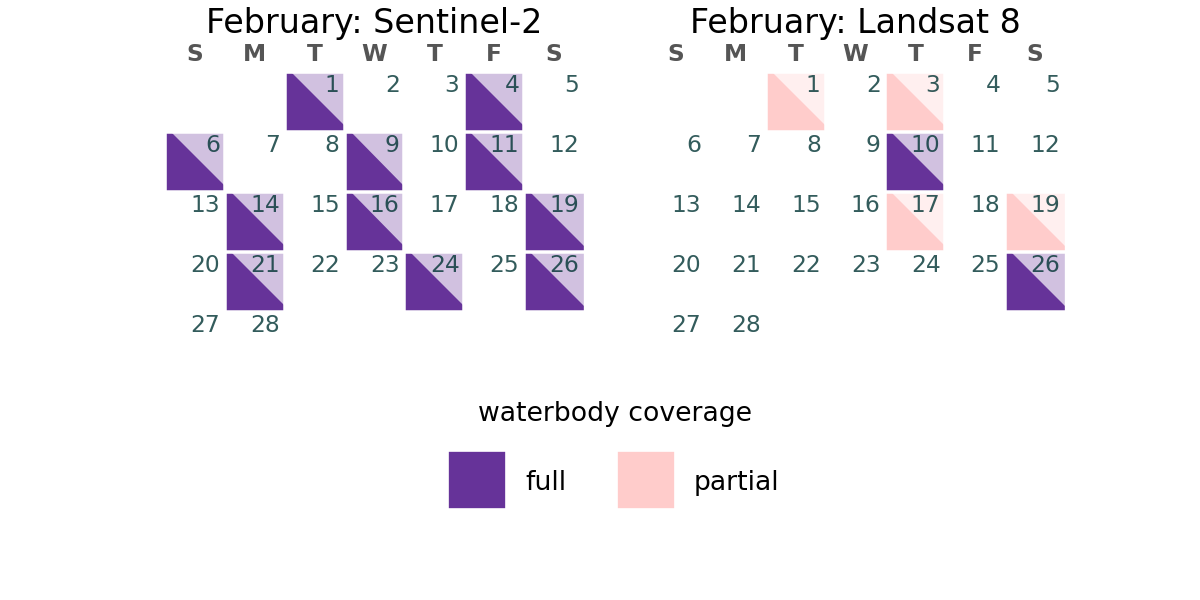 February: Sentinel-2
S M T W T F S
1 2 3 4 5
6 7 8 9 10 11 12
13 14 15 16 17 18 19
20 21 22 23 24 25 26
27 28
February: Landsat 8
S M T W T F S
1 2 3 4 5
6 7 8 9 10 11 12
13 14 15 16 17 18 19
20 21 22 23 24 25 26
27 28
waterbody coverage
full partial